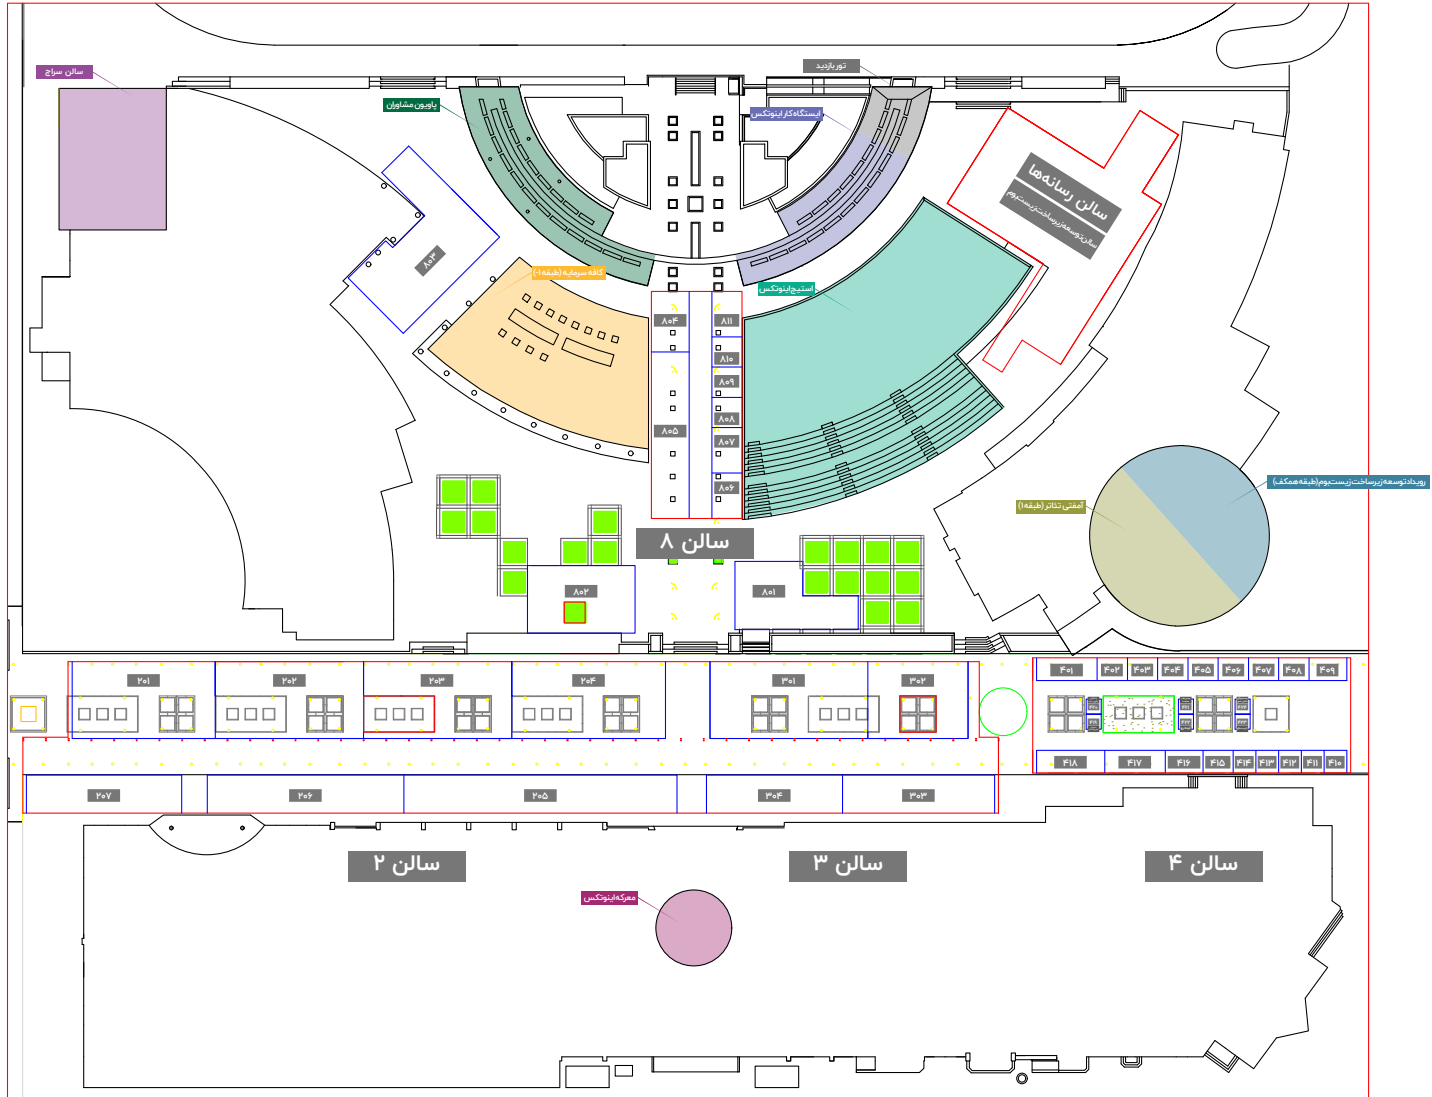 تور بازدید
سالن سراج
پاویون مشاوران
ایستگاه کار اینوتکس
سالن رسانه‌ها
سالن توسعه زیرساخت زیست‌بوم
۸۰۳
کافه سرمایه (طبقه ۱-)
استیج اینوتکس
۸۰۴
۸۱۱
۸۱۰
۸۰۹
۸۰۸
۸۰۵
۸۰۷
۸۰۶
رویداد توسعه زیرساخت زیست‌بوم (طبقه همکف)
آمفی تئاتر (طبقه ۱)
سالن ۸
۸۰۲
۸۰۱
۲۰۱
۲۰۲
۲۰۳
۲۰۴
۳۰۱
۳۰۲
۴۰۱
۴۰۲
۴۰۳
۴۰۴
۴۰۵
۴۰۶
۴۰۷
۴۰۸
۴۰۹
۴۱۸
۴۱۷
۴۱۶
۴۱۵
۴۱۴
۴۱۳
۴۱۲
۴۱۱
۴۱۰
۲۰۷
۲۰۶
۲۰۵
۳۰۴
۳۰۳
سالن ۲
سالن ۳
سالن ۴
معرکه اینوتکس